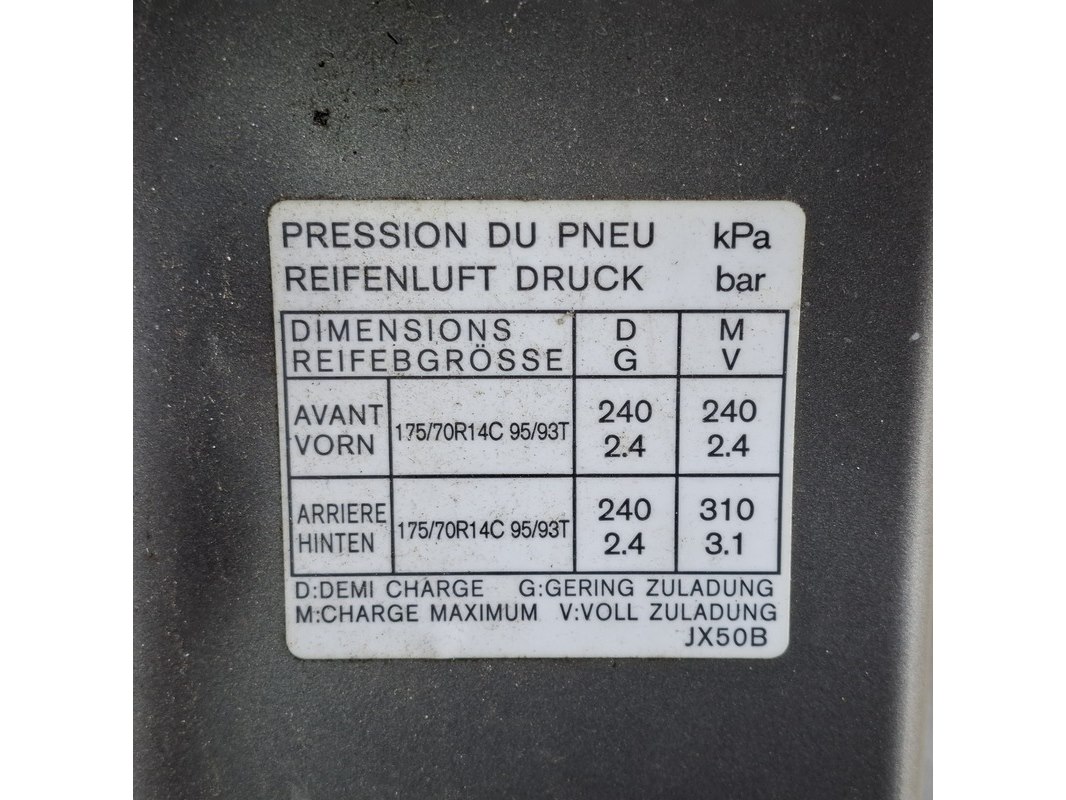 PRESSION DU PNEU kPa
REIFENLUFT DRUCK bar
DIMENSIONS D M
REIFEBGRÖSSE G V
AVANT 175/70R14C 95/93T 240 240
VORN 2.4 2.4
ARRIERE 175/70R14C 95/93T 240 310
HINTEN 2.4 3.1
D:DEMI CHARGE G:GERING ZULADUNG
M:CHARGE MAXIMUM V:VOLL ZULADUNG
JX50B